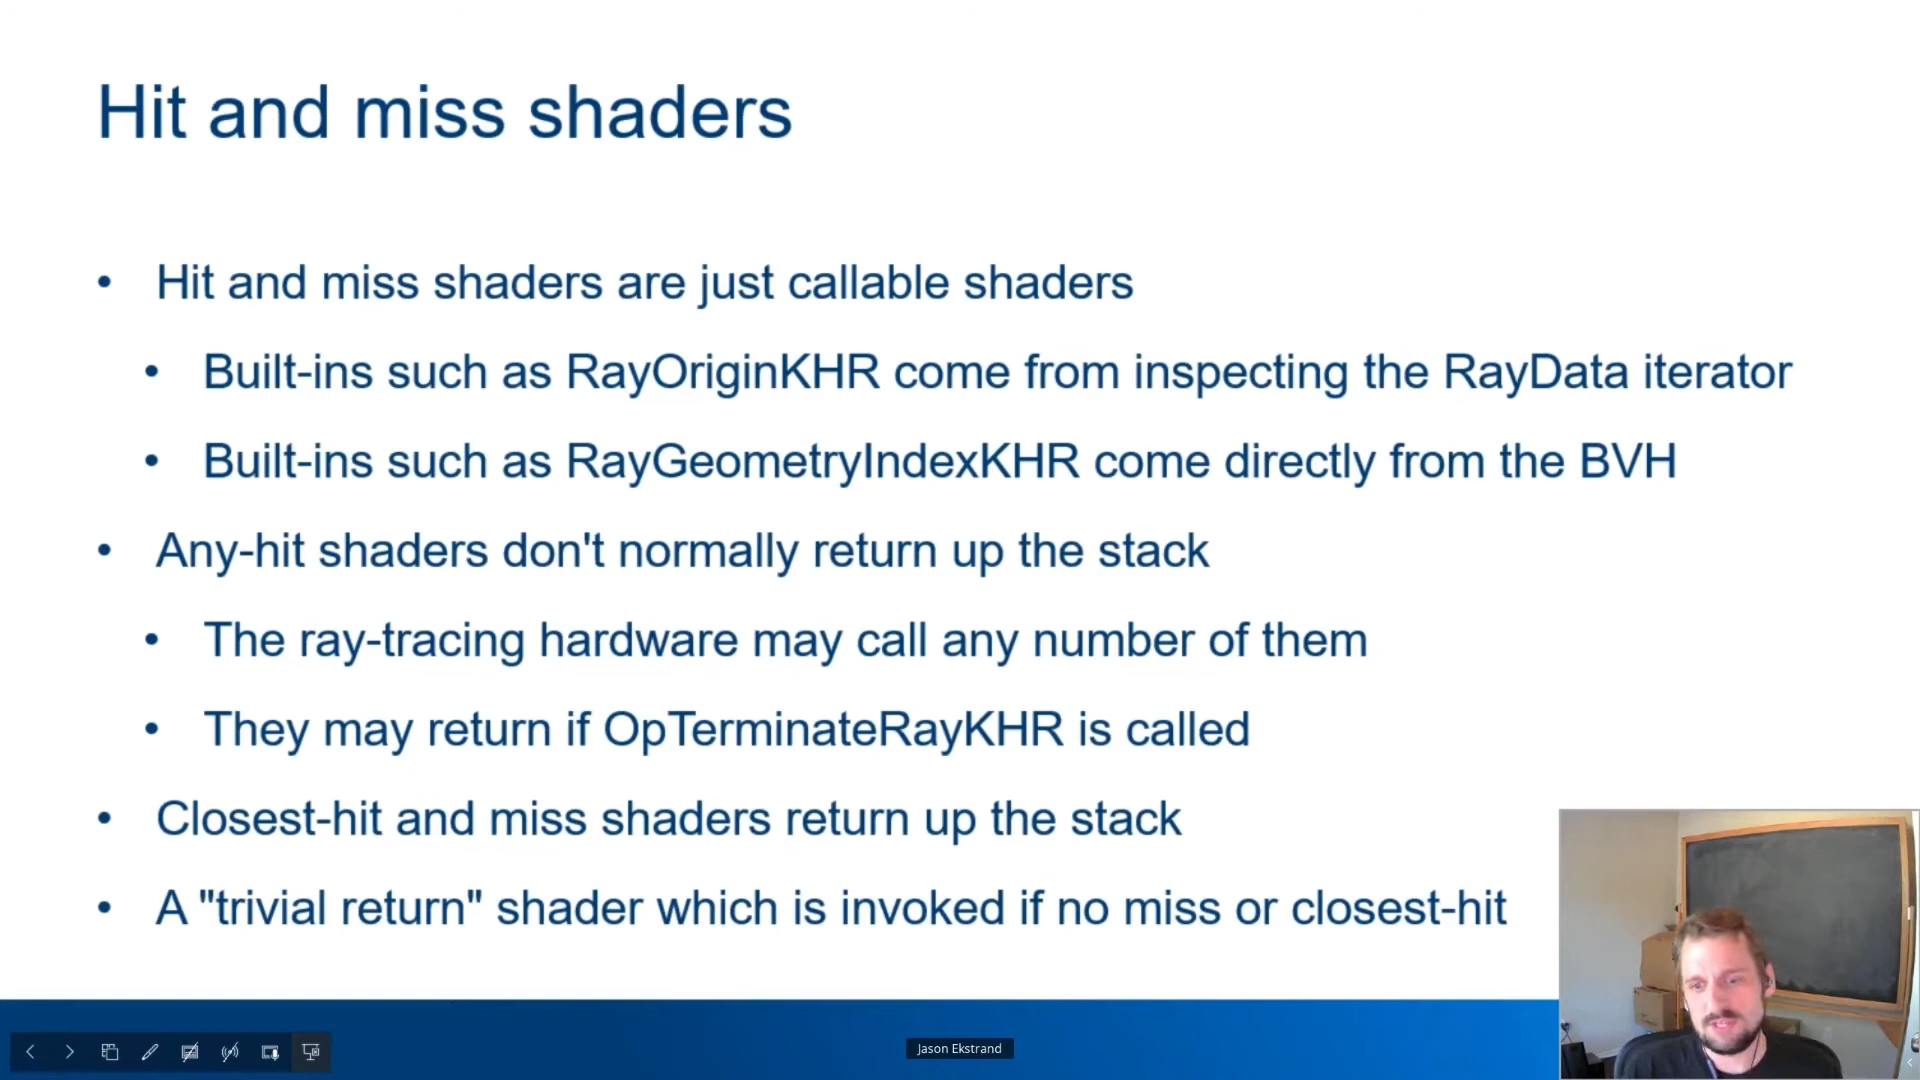 Hit and miss shaders
• Hit and miss shaders are just callable shaders
• Built-ins such as RayOriginKHR come from inspecting the RayData iterator
• Built-ins such as RayGeometryIndexKHR come directly from the BVH
• Any-hit shaders don't normally return up the stack
• The ray-tracing hardware may call any number of them
• They may return if OpTerminateRayKHR is called
• Closest-hit and miss shaders return up the stack
• A "trivial return" shader which is invoked if no miss or closest-hit
Jason Ekstrand